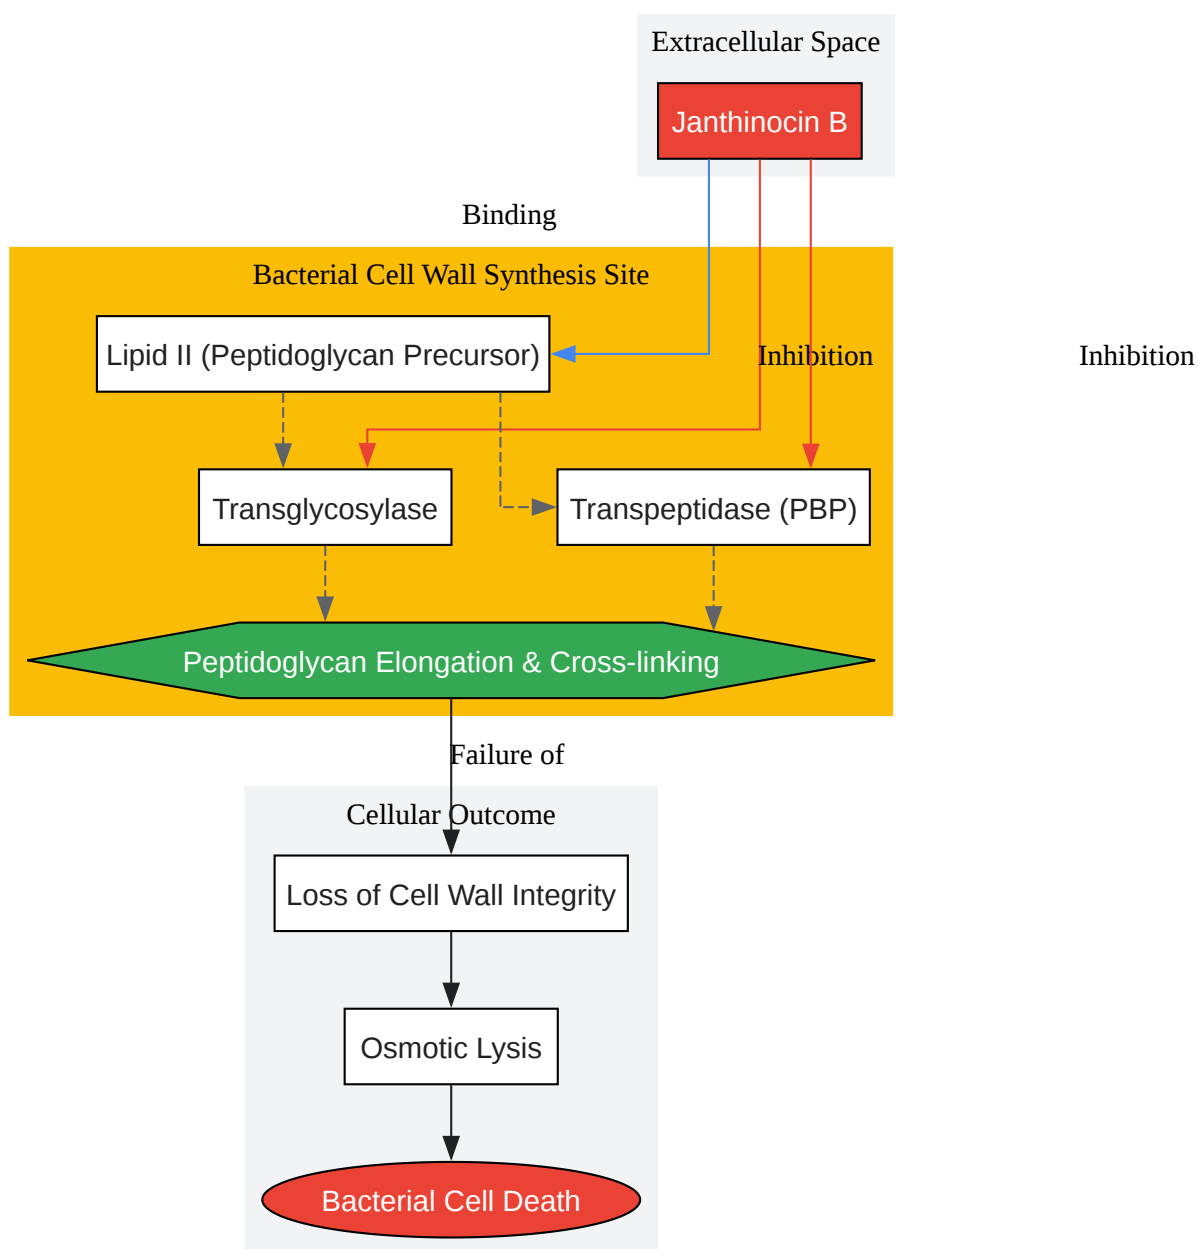 Extracellular Space
Janthinocin B
Binding
Bacterial Cell Wall Synthesis Site
Lipid II (Peptidoglycan Precursor)
Inhibition
Inhibition
Transglycosylase
Transpeptidase (PBP)
Peptidoglycan Elongation & Cross-linking
Failure of
Cellular Outcome
Loss of Cell Wall Integrity
Osmotic Lysis
Bacterial Cell Death